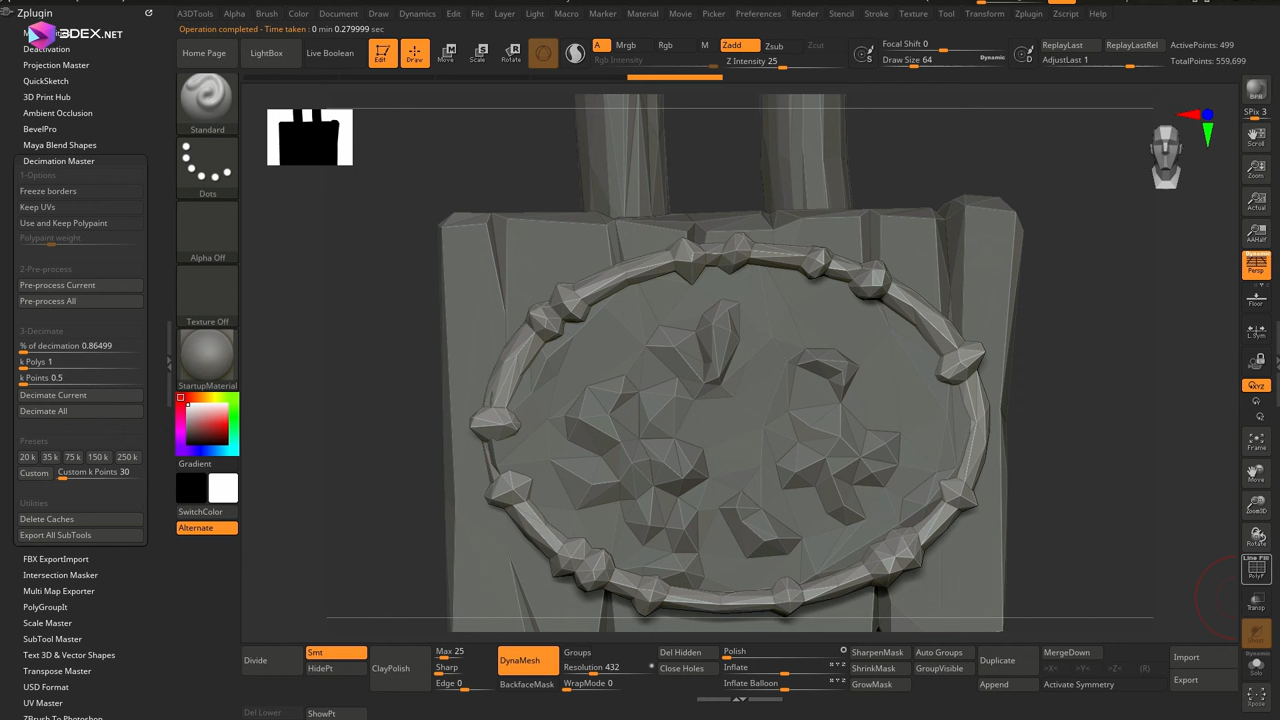 Zplugin
A3DTools Alpha Brush Color Document Draw Dynamics Edit File Layer Light Macro Marker Material Movie Picker Preferences Render Stencil Stroke Texture Tool Transform Zplugin Zscript Help
3DEX.NET
Operation completed - Time taken : 0 min 0.279999 sec
Deactivation
Projection Master
QuickSketch
3D Print Hub
Ambient Occlusion
BevelPro
Maya Blend Shapes
Decimation Master
1-Options
Freeze borders
Keep UVs
Use and Keep Polypaint
Polypaint weight
2-Pre-process
Pre-process Current
Pre-process All
3-Decimate
% of decimation 0.86499
k Polys 1
k Points 0.5
Decimate Current
Decimate All
Presets
20 k 35 k 75 k 150 k 250 k
Custom Custom k Points 30
Utilities
Delete Caches
Export All SubTools
FBX ExportImport
Intersection Masker
Multi Map Exporter
PolyGroupIt
Scale Master
SubTool Master
Text 3D & Vector Shapes
Transpose Master
USD Format
UV Master
ZBrush To Photoshop
Home Page LightBox Live Boolean
Edit Draw Move Scale Rotate
A Mrgb Rgb M
Rgb Intensity
Zadd Zsub Zcut
Z Intensity 25
Focal Shift 0
Draw Size 64 Dynamic
ReplayLast ReplayLastRel
AdjustLast 1
ActivePoints: 499
TotalPoints: 559,699
Standard
Dots
Alpha Off
Texture Off
StartupMaterial
Gradient
SwitchColor
Alternate
BPR
SPix 3
Scroll
Zoom
Actual
AAHalf
Dynamic
Persp
Floor
L.Sym
XYZ
Frame
Move
Zoom3D
Rotate
Line Fill
PolyF
Transp
Ghost
Dynamic
Solo
Xpose
Divide
Smt
HidePt
ClayPolish
Max 25
Sharp
Edge 0
DynaMesh
Groups
Resolution 432
BackfaceMask WrapMode 0
Del Hidden
Close Holes
Polish
Inflate
Inflate Balloon
SharpenMask
ShrinkMask
GrowMask
Auto Groups
GroupVisible
Duplicate
Append
MergeDown
>X< >Y< >Z< (R)
Activate Symmetry
Import
Export
Del Lower ShowPt